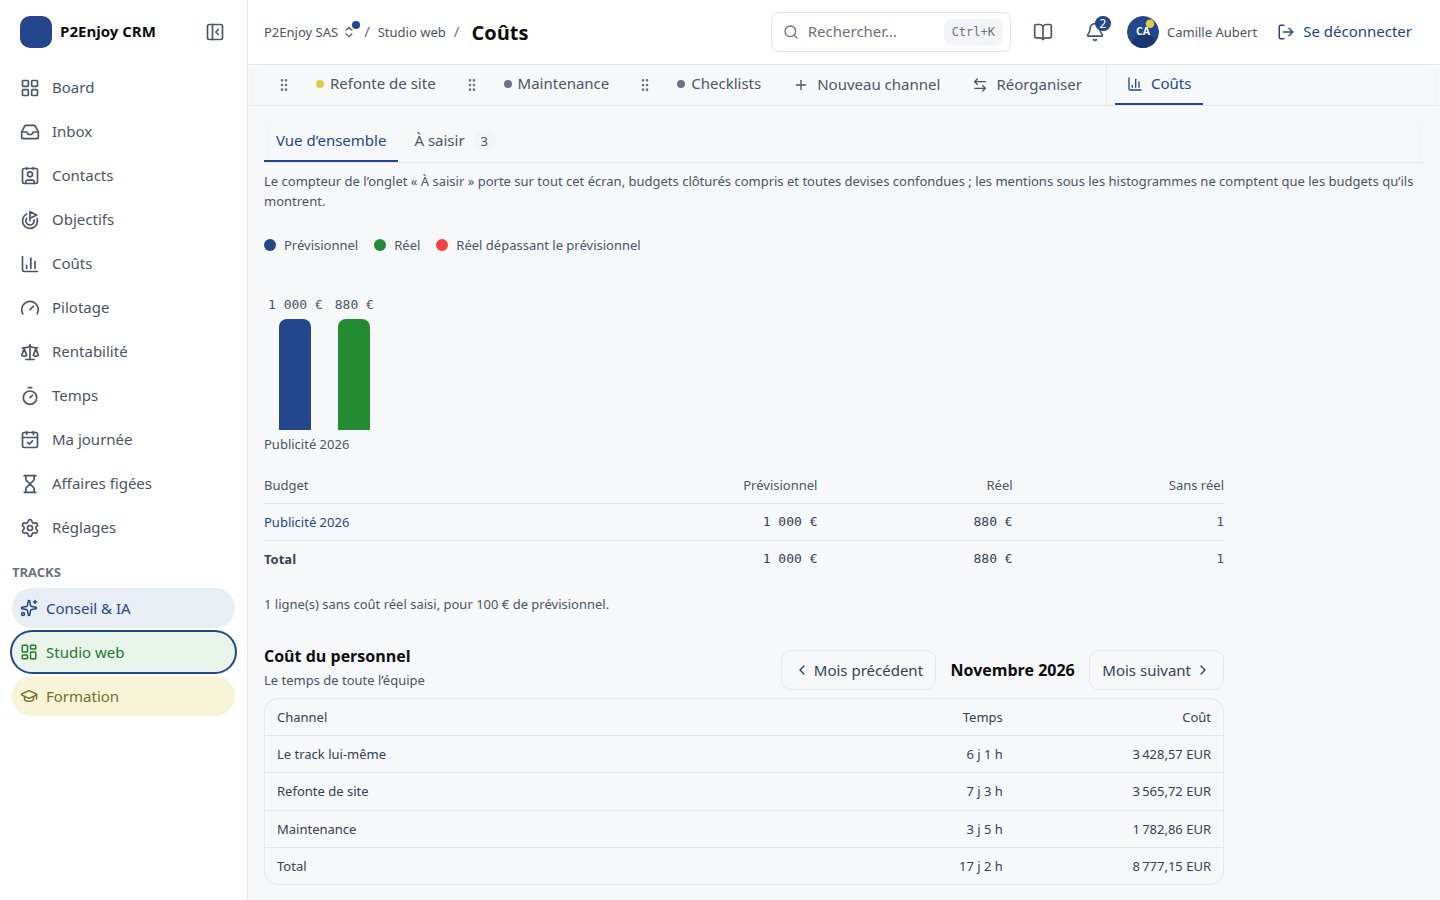 P2Enjoy CRM
P2Enjoy SAS / Studio web / Coûts
Rechercher... Ctrl+K
2
CA Camille Aubert
Se déconnecter
Board
Inbox
Contacts
Objectifs
Coûts
Pilotage
Rentabilité
Temps
Ma journée
Affaires figées
Réglages
TRACKS
Conseil & IA
Studio web
Formation
Refonte de site Maintenance Checklists Nouveau channel Réorganiser Coûts
Vue d’ensemble À saisir 3
Le compteur de l’onglet « À saisir » porte sur tout cet écran, budgets clôturés compris et toutes devises confondues ; les mentions sous les histogrammes ne comptent que les budgets qu’ils
montrent.
Prévisionnel Réel Réel dépassant le prévisionnel
1 000 € 880 €
Publicité 2026
Budget Prévisionnel Réel Sans réel
Publicité 2026 1 000 € 880 € 1
Total 1 000 € 880 € 1
1 ligne(s) sans coût réel saisi, pour 100 € de prévisionnel.
Coût du personnel
Le temps de toute l’équipe
Mois précédent Novembre 2026 Mois suivant
Channel Temps Coût
Le track lui-même 6 j 1 h 3 428,57 EUR
Refonte de site 7 j 3 h 3 565,72 EUR
Maintenance 3 j 5 h 1 782,86 EUR
Total 17 j 2 h 8 777,15 EUR